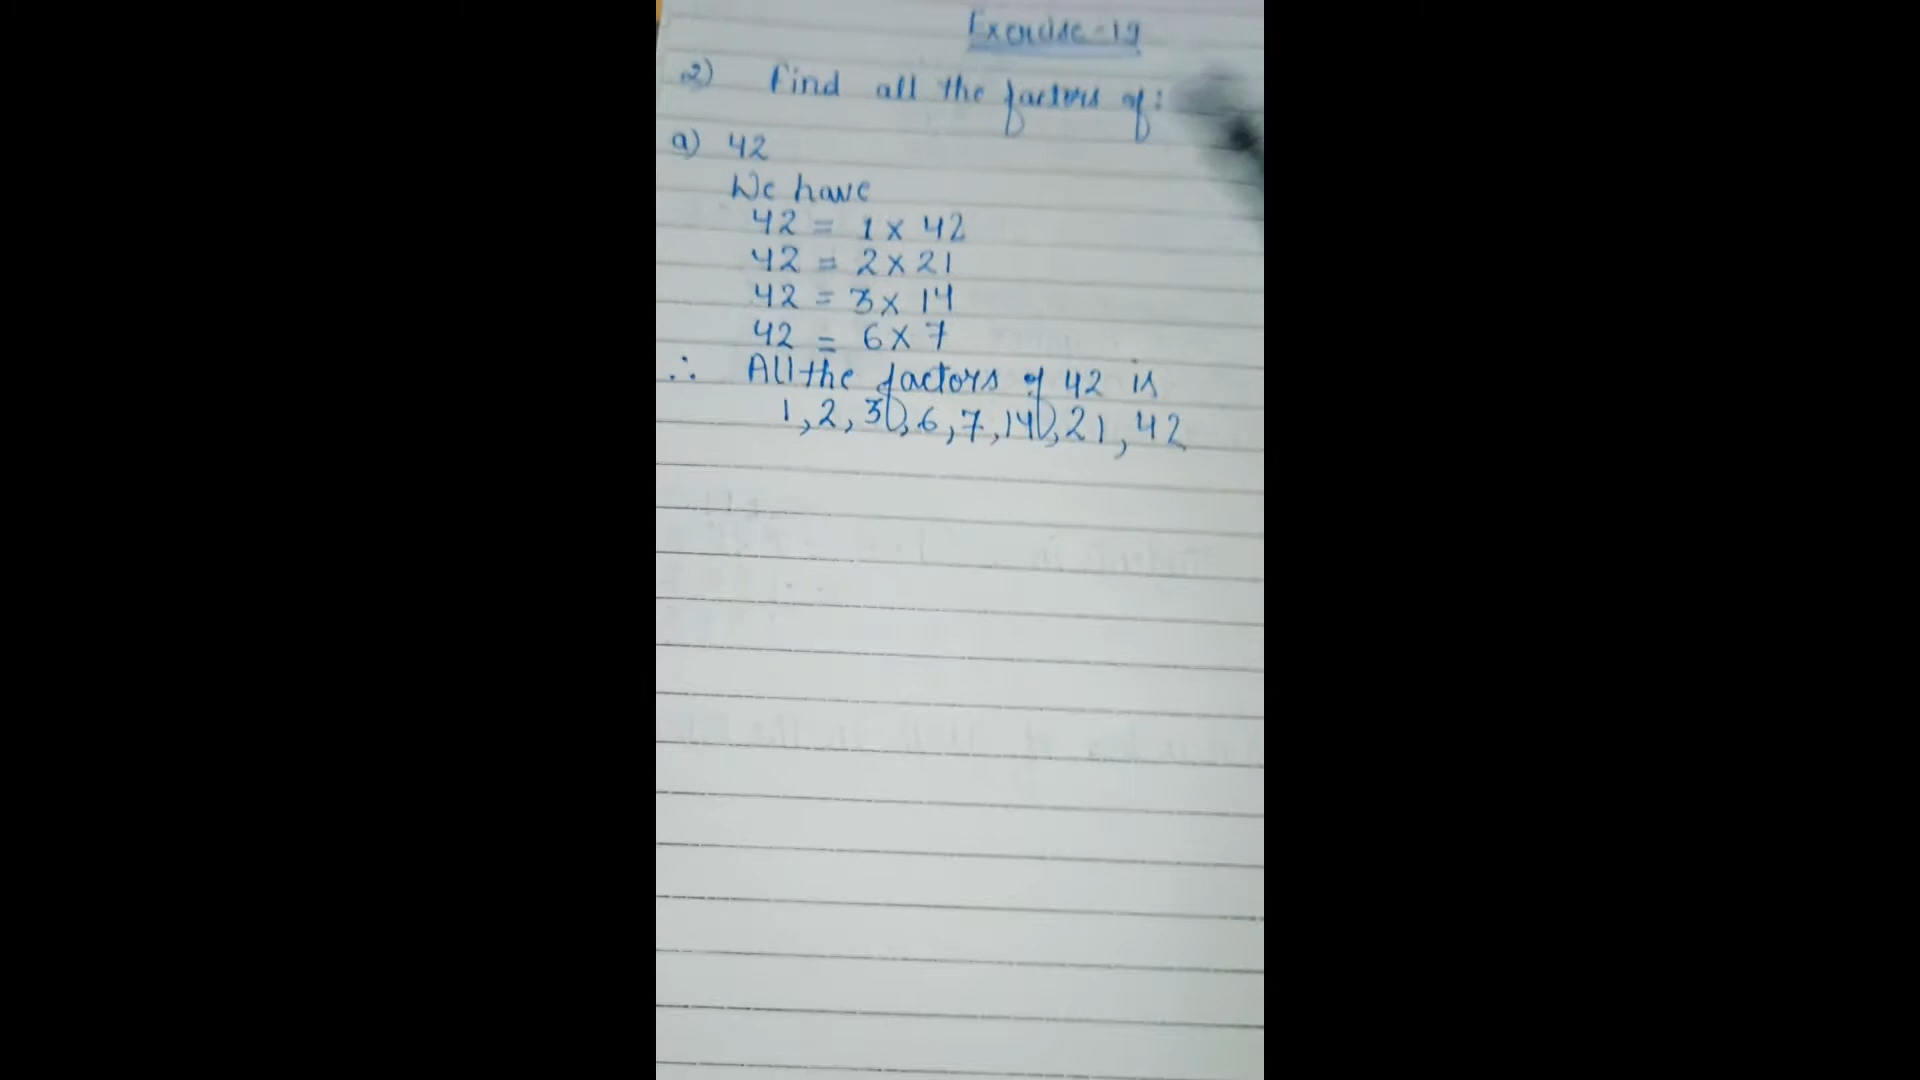 Exercise-19
2) Find all the factors of:
a) 42
We have
42 = 1 x 42
42 = 2 x 21
42 = 3 x 14
42 = 6 x 7
∴ All the factors of 42 is
1, 2, 3, 6, 7, 14, 21, 42